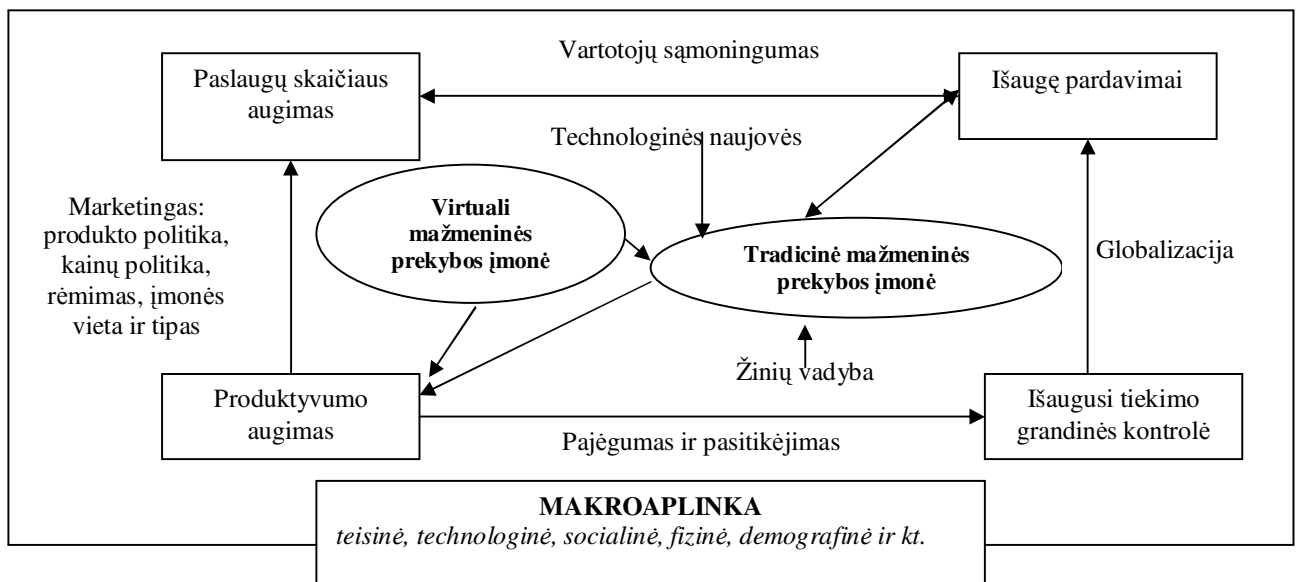 Vartotojų sąmoningumas
Paslaugų skaičiaus
augimas
Išaugę pardavimai
Technologinės naujovės
Marketingas:
produkto politika,
kainų politika,
rėmimas, įmonės
vieta ir tipas
Virtuali
mažmeninės
prekybos įmonė
Tradicinė mažmeninės
prekybos įmonė
Globalizacija
Žinių vadyba
Produktyvumo
augimas
Išaugusi tiekimo
grandinės kontrolė
Pajėgumas ir pasitikėjimas
MAKROAPLINKA
teisinė, technologinė, socialinė, fizinė, demografinė ir kt.